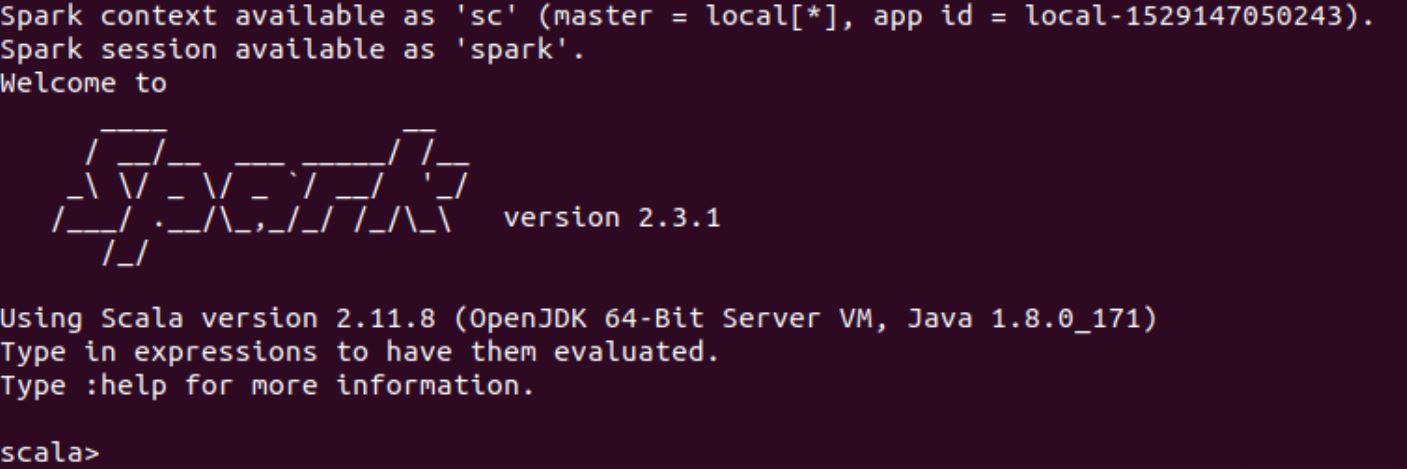 Spark context available as 'sc' (master = local[*], app id = local-1529147050243).
Spark session available as 'spark'.
Welcome to
      ____              __
     / __/__  ___ _____/ /__
    _\ \/ _ \/ _ `/ __/  '_/
   /___/ .__/\_,_/_/ /_/\_\   version 2.3.1
      /_/

Using Scala version 2.11.8 (OpenJDK 64-Bit Server VM, Java 1.8.0_171)
Type in expressions to have them evaluated.
Type :help for more information.

scala>